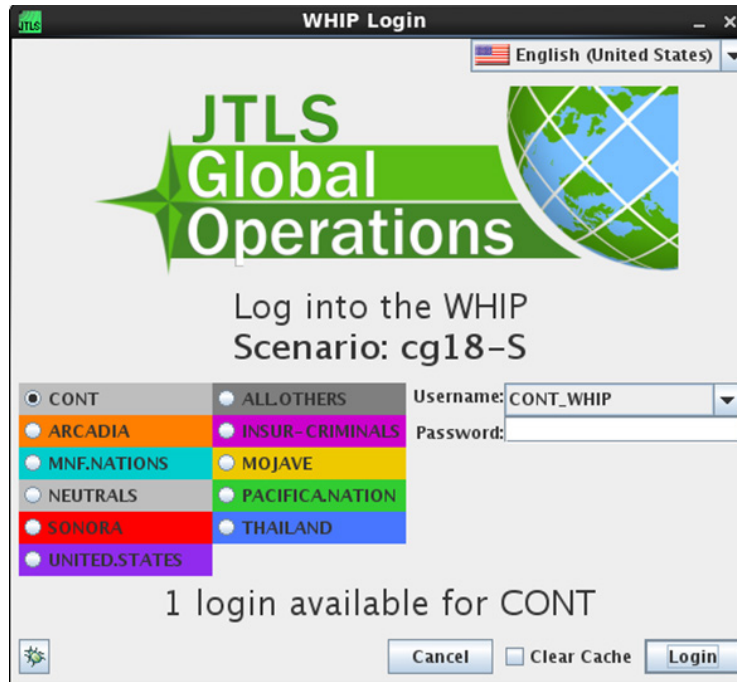 JTLS
WHIP Login
English (United States)
JTLS
Global
Operations
Log into the WHIP
Scenario: cg18-S
CONT
ALL.OTHERS
Username: CONT_WHIP
ARCADIA
INSUR-CRIMINALS
Password:
MNF.NATIONS
MOJAVE
NEUTRALS
PACIFICA.NATION
SONORA
THAILAND
UNITED.STATES
1 login available for CONT
Cancel
Clear Cache
Login